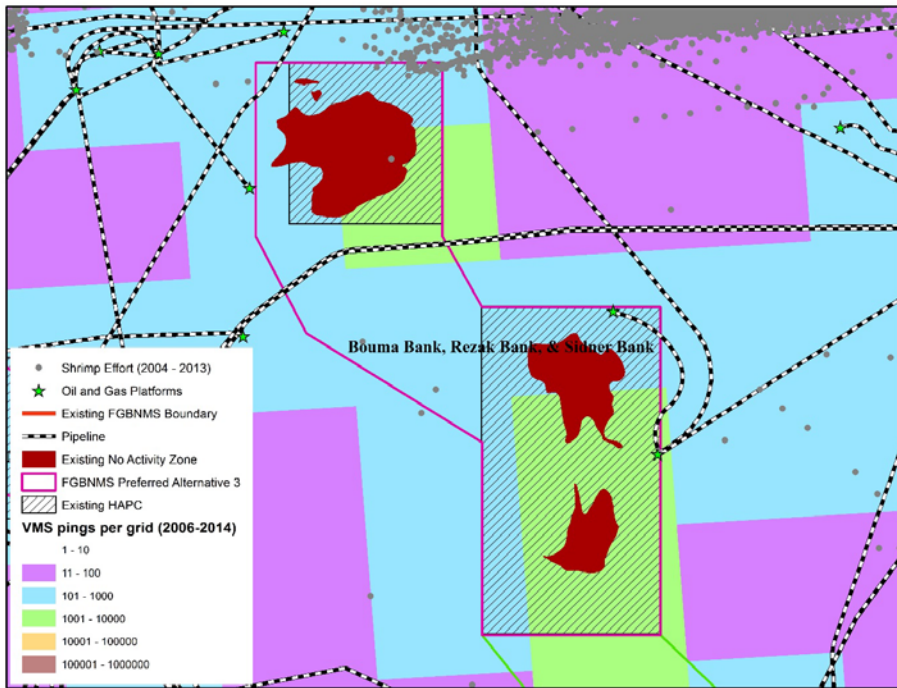 Bouma Bank, Rezak Bank, & Sidner Bank
Shrimp Effort (2004 - 2013)
Oil and Gas Platforms
Existing FGBNMS Boundary
Pipeline
Existing No Activity Zone
FGBNMS Preferred Alternative 3
Existing HAPC
VMS pings per grid (2006-2014)
1 - 10
11 - 100
101 - 1000
1001 - 10000
10001 - 100000
100001 - 1000000